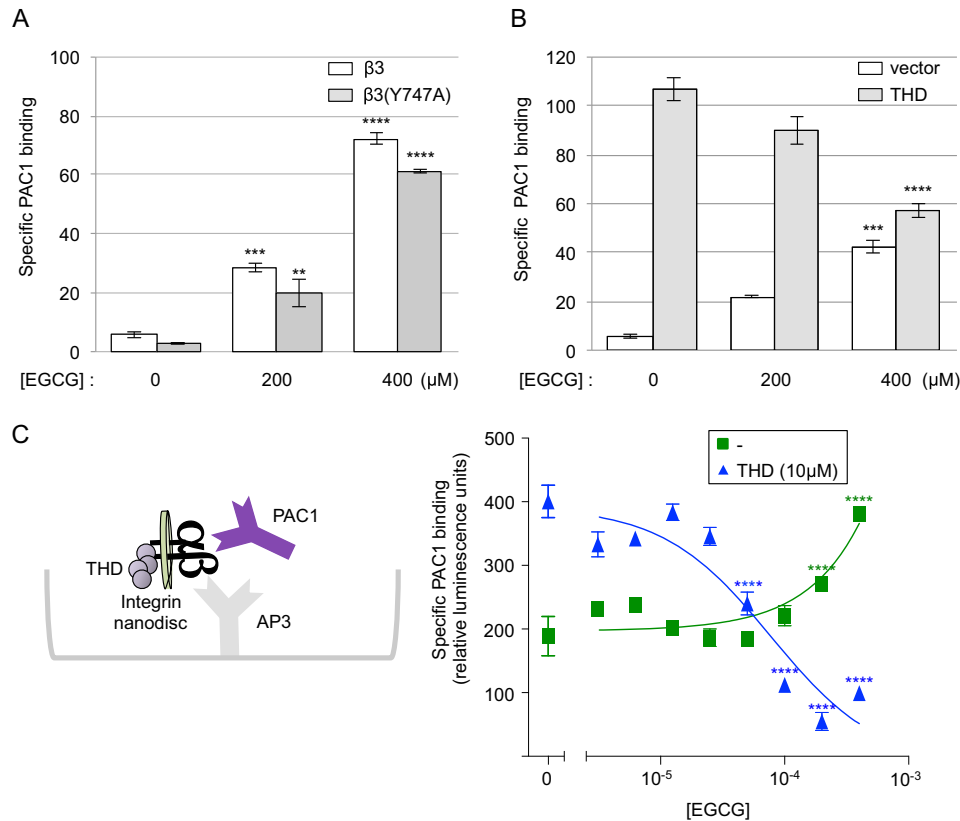 A
Specific PAC1 binding
100
80
60
40
20
0
β3
β3(Y747A)
****
****
***
**
[EGCG] : 0 200 400 (μM)
B
Specific PAC1 binding
120
100
80
60
40
20
0
vector
THD
***
****
[EGCG] : 0 200 400 (μM)
C
PAC1
αβ3
THD
Integrin
nanodisc
AP3
Specific PAC1 binding
(relative luminescence units)
500
400
300
200
100
-
THD (10μM)
****
****
****
****
****
****
0 10-5 10-4 10-3
[EGCG]